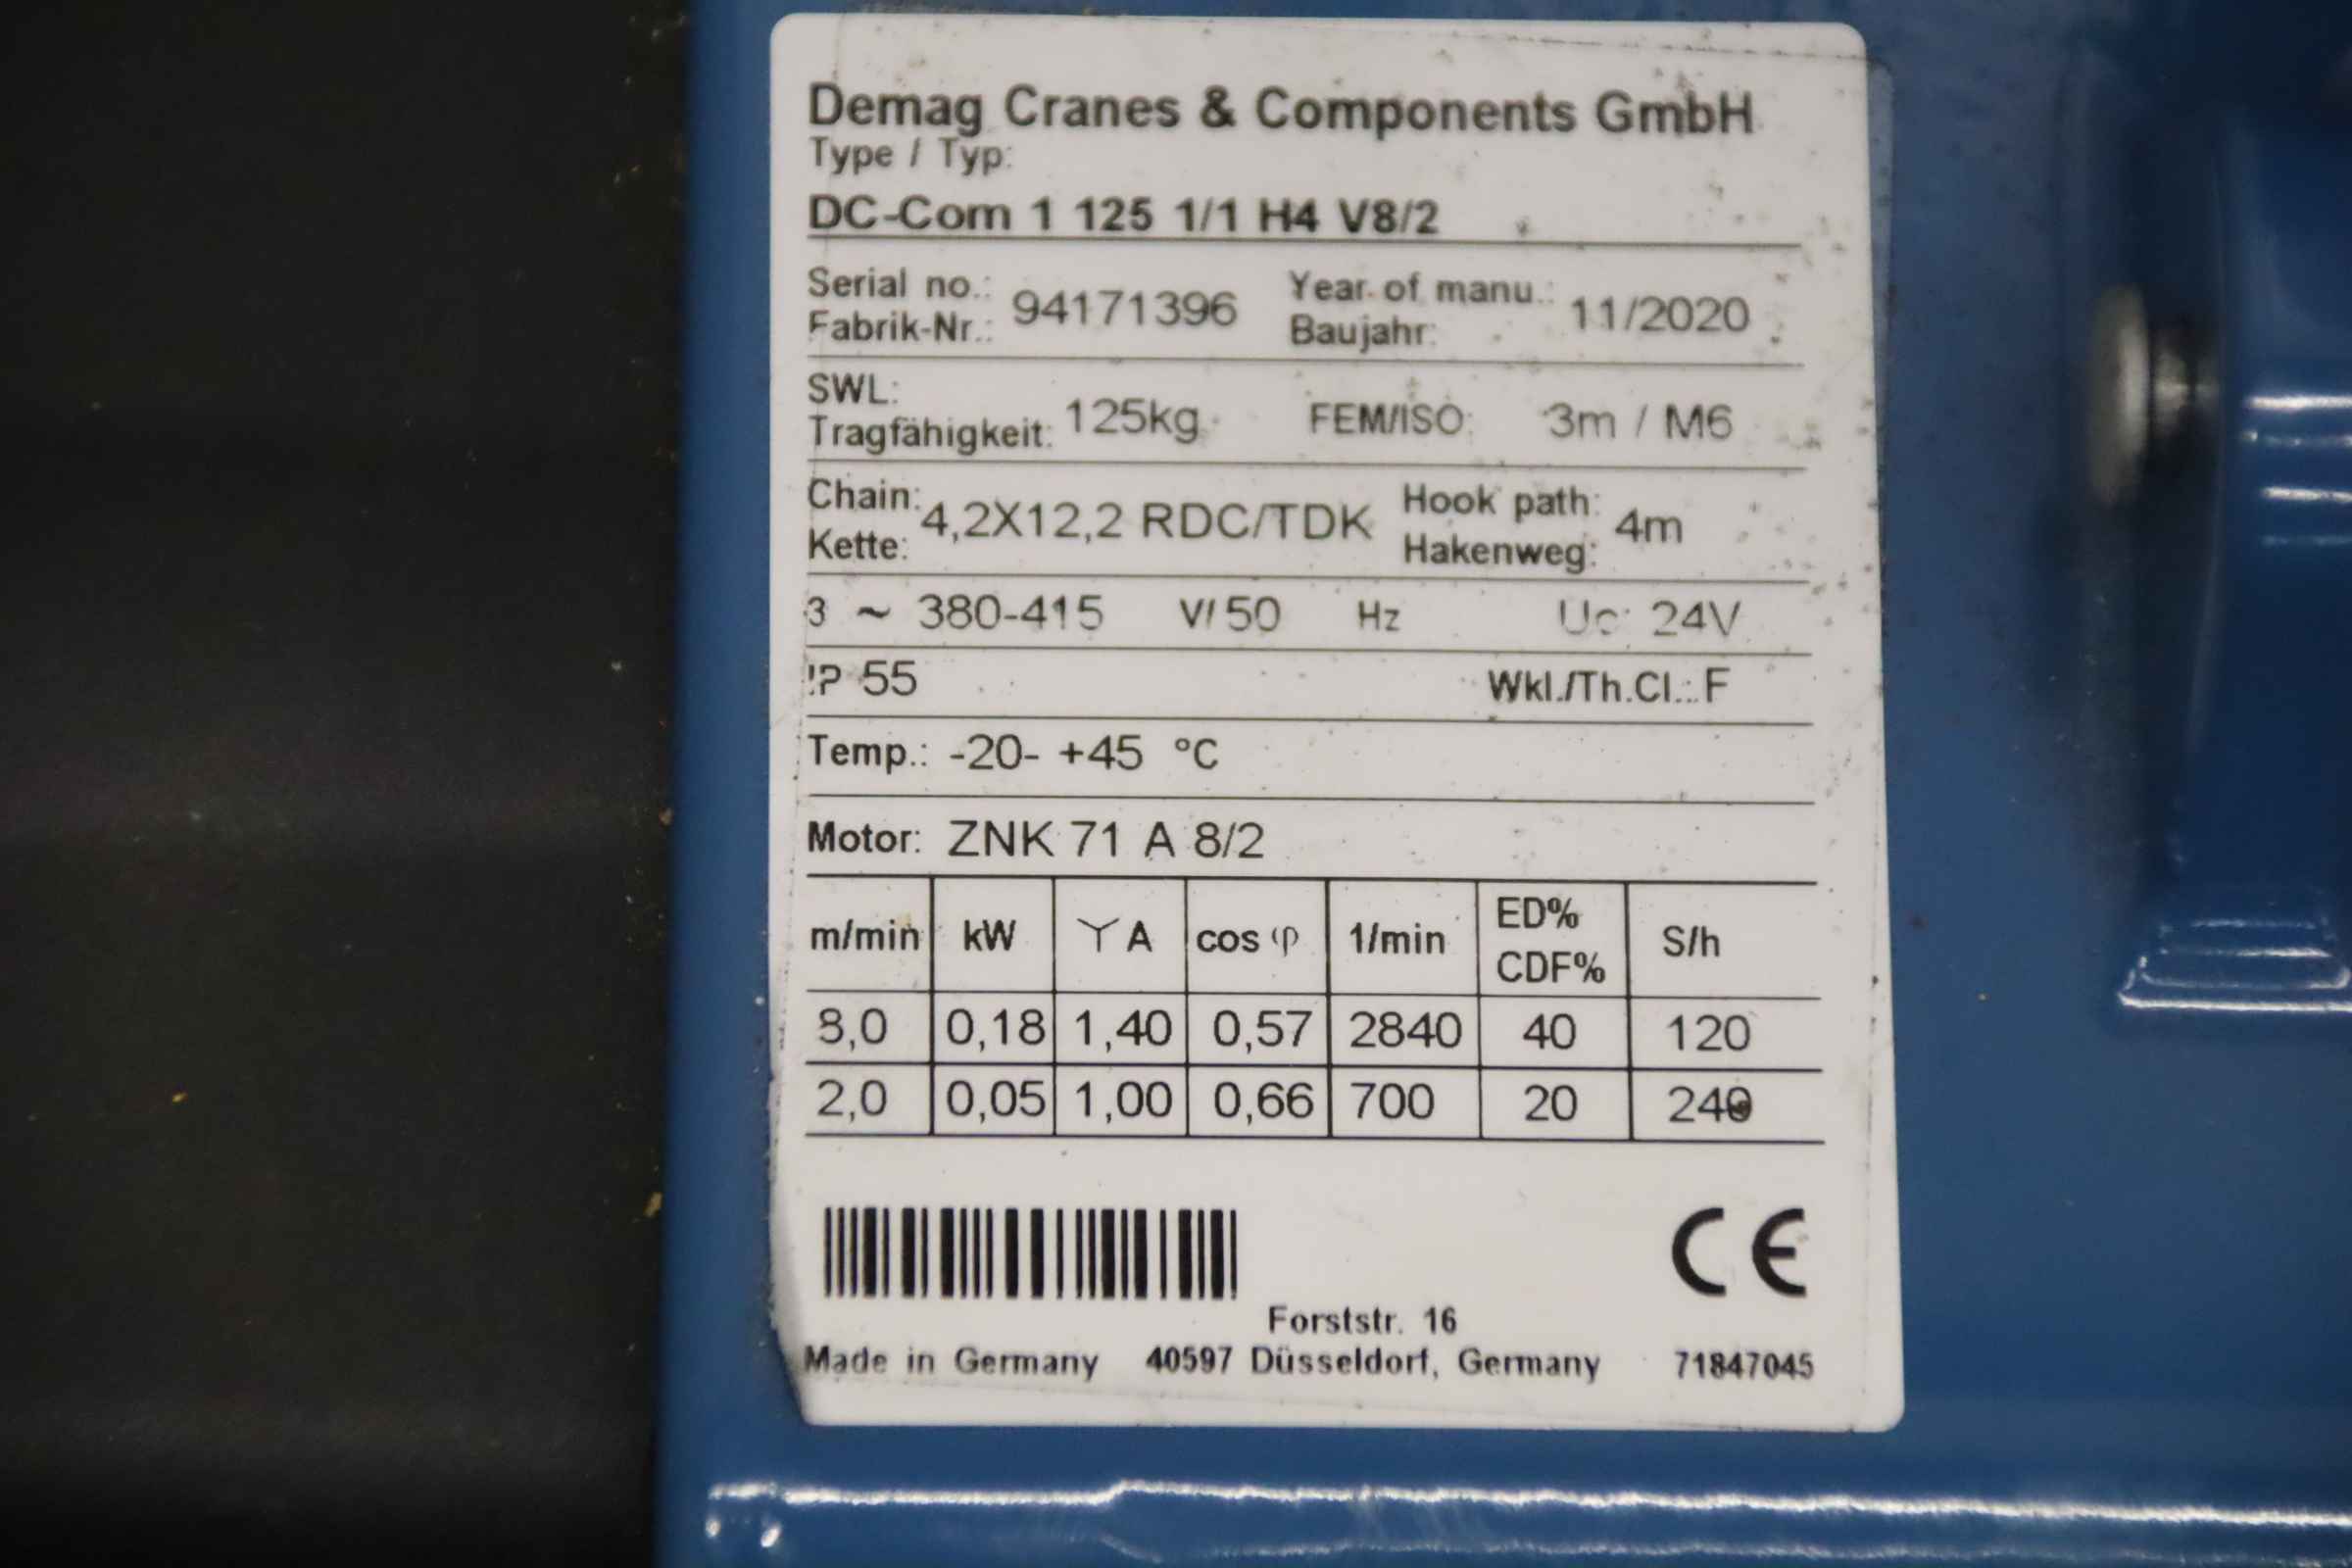 Demag Cranes & Components GmbH
Type / Typ:
DC-Com 1 125 1/1 H4 V8/2
Serial no.: 94171396 Year of manu.: 11/2020
Fabrik-Nr.: Baujahr:
SWL: 125kg FEM/ISO: 3m / M6
Tragfähigkeit:
Chain: 4,2X12,2 RDC/TDK Hook path: 4m
Kette: Hakenweg:
3 ~ 380-415 V/ 50 Hz Uc: 24V
IP 55 Wkl./Th.Cl.: F
Temp.: -20- +45 °C
Motor: ZNK 71 A 8/2
m/min kW Y A cos φ 1/min ED% CDF% S/h
8,0 0,18 1,40 0,57 2840 40 120
2,0 0,05 1,00 0,66 700 20 240
CE
Forststr. 16
Made in Germany 40597 Düsseldorf, Germany 71847045